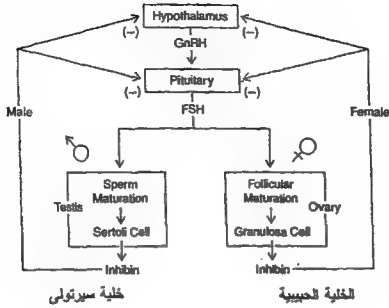 Hypothalamus
(–) (–)
GnRH
Pituitary
(–) (–)
FSH
Male
Female
Sperm
Maturation
Testis
Sertoli Cell
Follicular
Maturation
Ovary
Granulosa Cell
Inhibin
Inhibin
خلية سيرتولى
الخلية الحبيبية